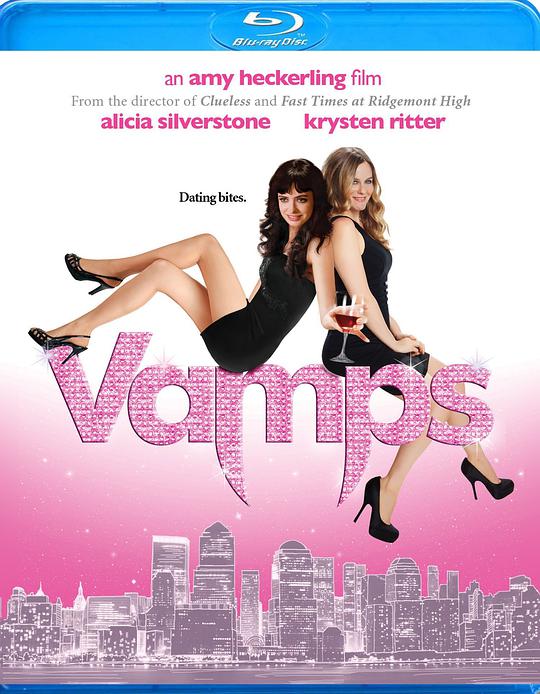 Blu-ray Disc
TM
an amy heckerling film
From the director of Clueless and Fast Times at Ridgemont High
alicia silverstone krysten ritter
Dating bites.
Vamps